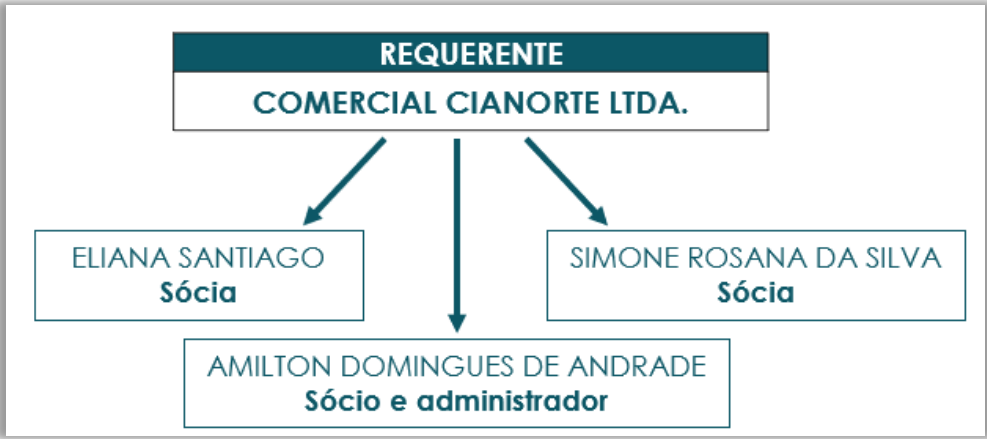 REQUERENTE
COMERCIAL CIANORTE LTDA.
ELIANA SANTIAGO
Sócia
SIMONE ROSANA DA SILVA
Sócia
AMILTON DOMINGUES DE ANDRADE
Sócio e administrador